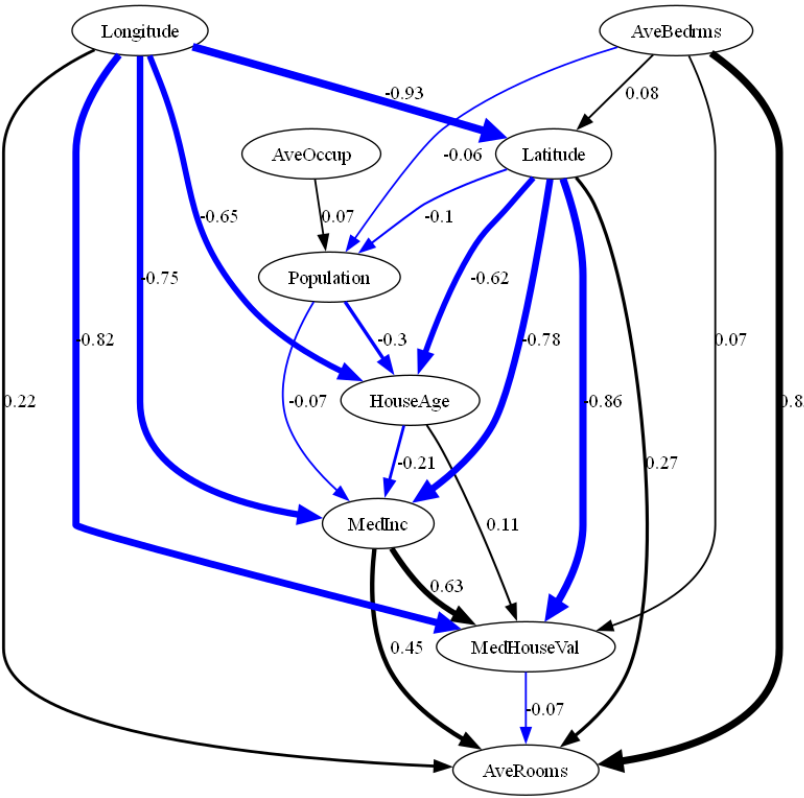 Longitude
AveBedrms
-0.93
0.08
AveOccup
-0.06
Latitude
-0.65
0.07
-0.1
Population
-0.75
-0.62
-0.82
-0.3
-0.78
0.07
0.22
-0.07
HouseAge
-0.86
0.8
-0.21
0.27
MedInc
0.11
0.63
0.45
MedHouseVal
-0.07
AveRooms